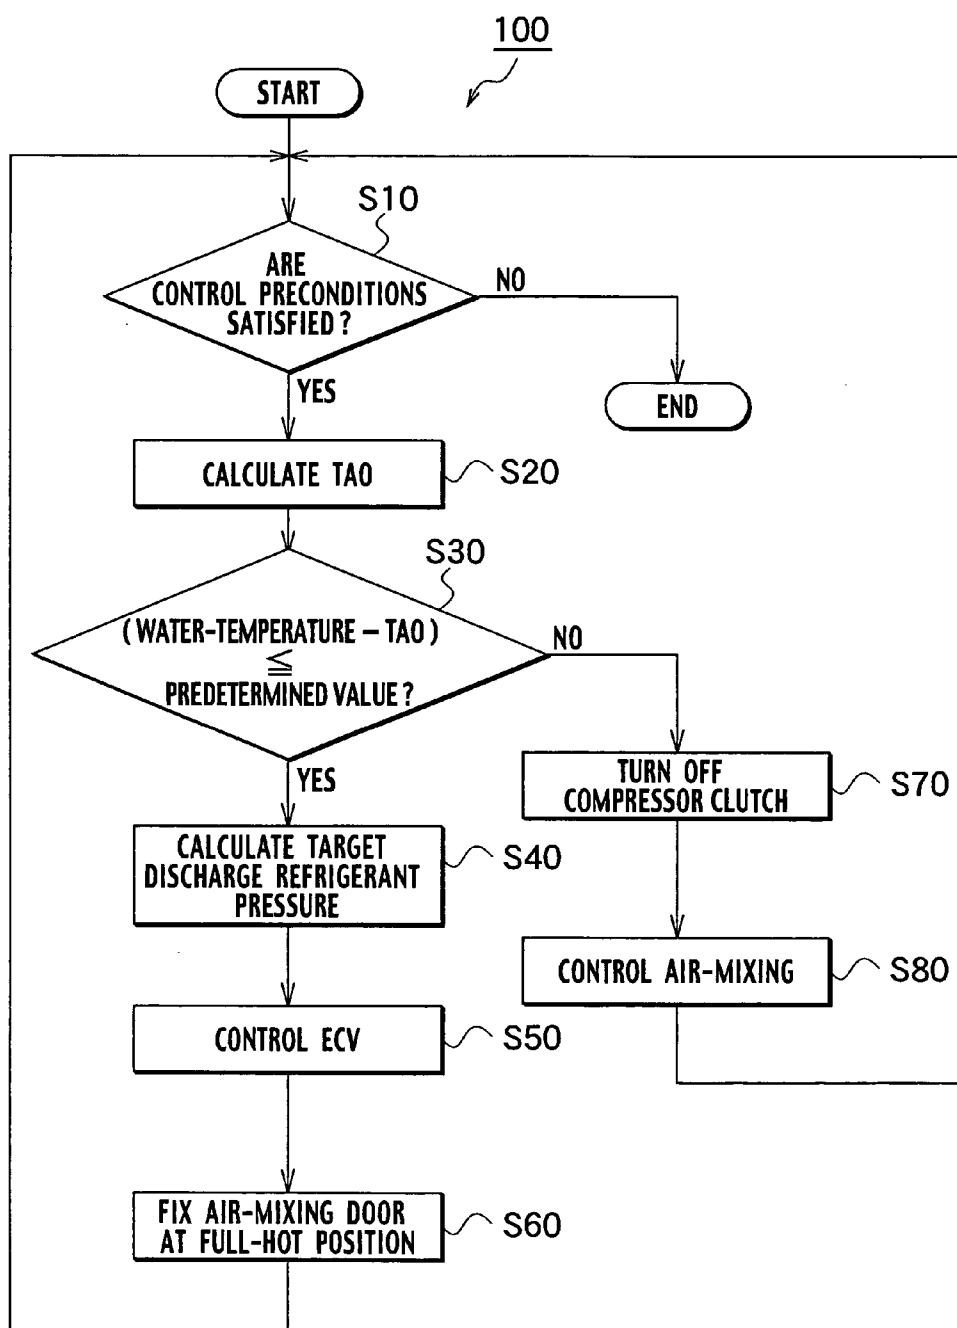 100
START
S10
ARE
CONTROL PRECONDITIONS
SATISFIED ?
NO
YES
END
CALCULATE TAO
S20
S30
( WATER-TEMPERATURE – TAO )
≦
PREDETERMINED VALUE ?
NO
YES
TURN OFF
COMPRESSOR CLUTCH
S70
CALCULATE TARGET
DISCHARGE REFRIGERANT
PRESSURE
S40
CONTROL AIR-MIXING
S80
CONTROL ECV
S50
FIX AIR-MIXING DOOR
AT FULL-HOT POSITION
S60